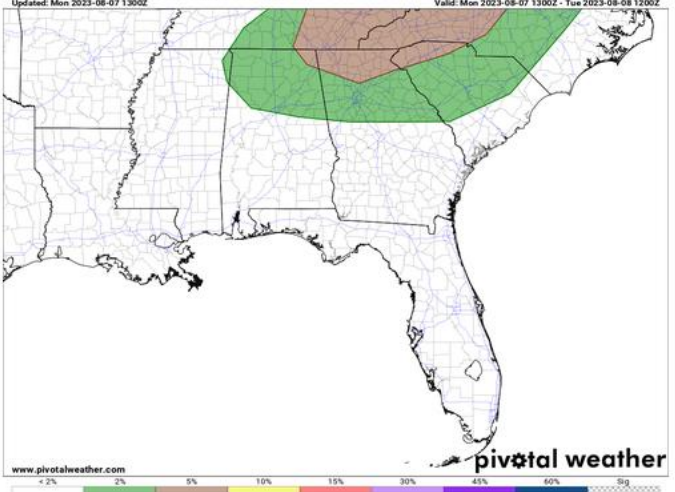 Updated: Mon 2023-08-07 1300Z Valid: Mon 2023-08-07 1300Z - Tue 2023-08-08 1200Z
www.pivotalweather.com pivotal weather
< 2% 2% 5% 10% 15% 30% 45% 60% Sig